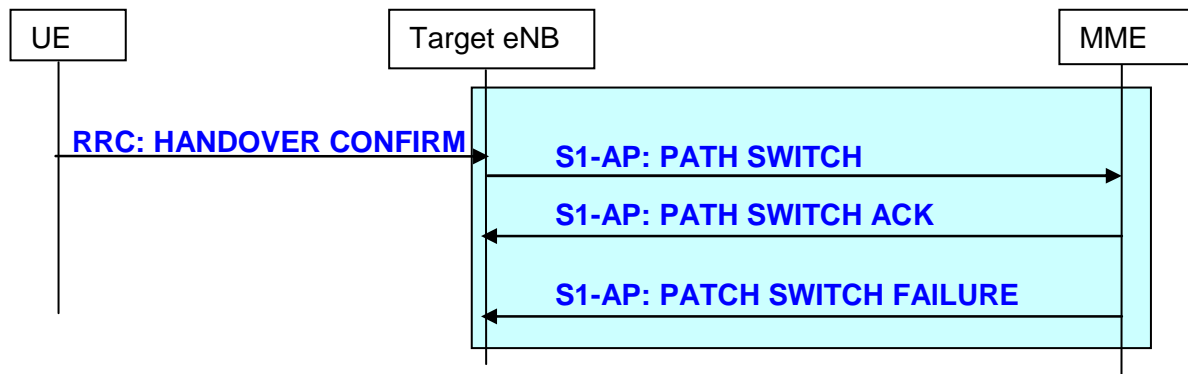 UE
Target eNB
MME
RRC: HANDOVER CONFIRM
S1-AP: PATH SWITCH
S1-AP: PATH SWITCH ACK
S1-AP: PATCH SWITCH FAILURE